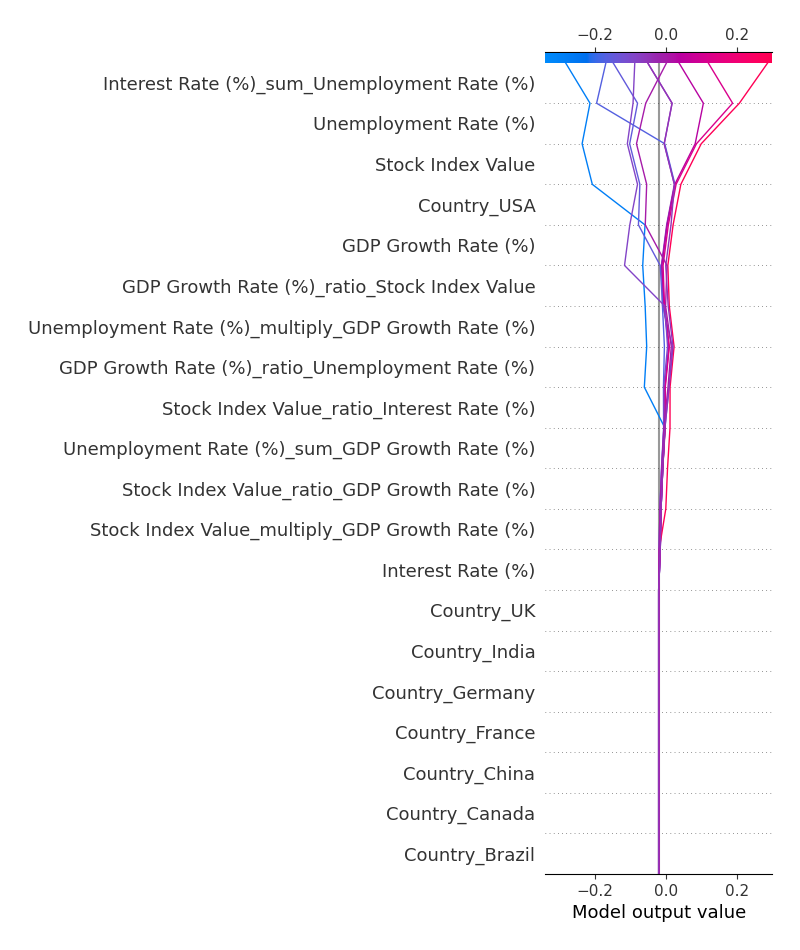 −0.2 0.0 0.2
Interest Rate (%)_sum_Unemployment Rate (%)
Unemployment Rate (%)
Stock Index Value
Country_USA
GDP Growth Rate (%)
GDP Growth Rate (%)_ratio_Stock Index Value
Unemployment Rate (%)_multiply_GDP Growth Rate (%)
GDP Growth Rate (%)_ratio_Unemployment Rate (%)
Stock Index Value_ratio_Interest Rate (%)
Unemployment Rate (%)_sum_GDP Growth Rate (%)
Stock Index Value_ratio_GDP Growth Rate (%)
Stock Index Value_multiply_GDP Growth Rate (%)
Interest Rate (%)
Country_UK
Country_India
Country_Germany
Country_France
Country_China
Country_Canada
Country_Brazil
−0.2 0.0 0.2
Model output value